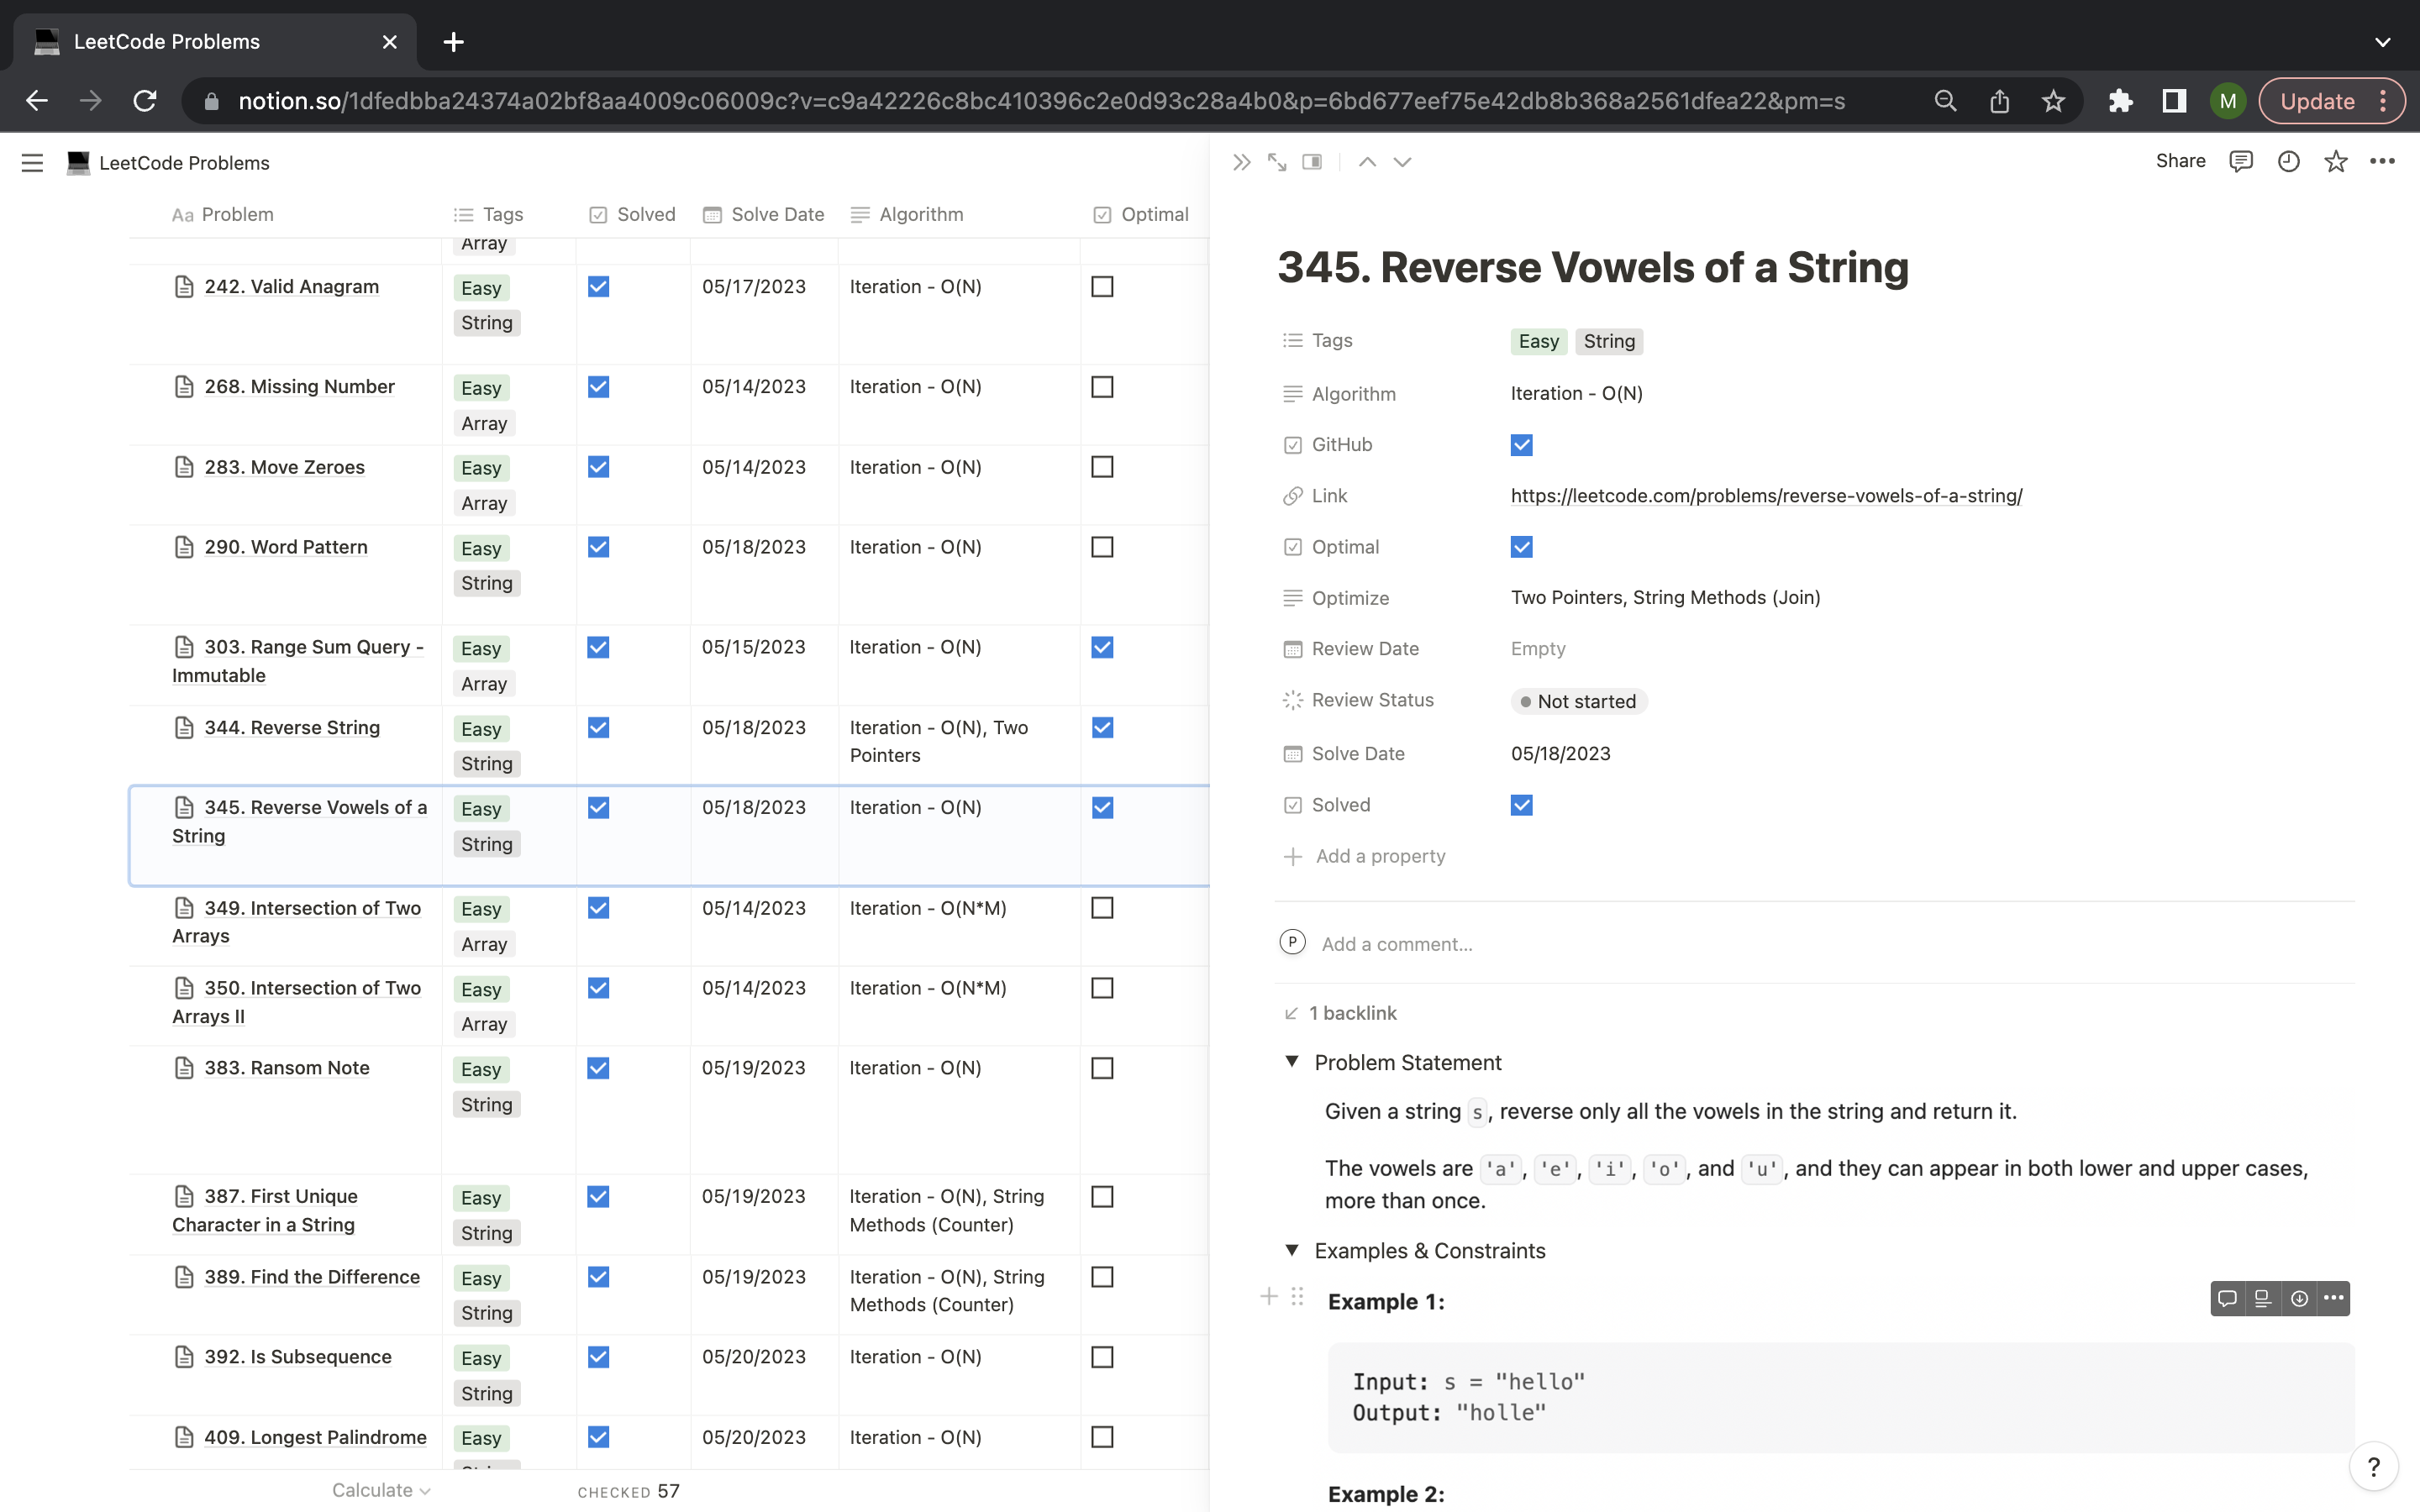 LeetCode Problems
notion.so/1dfedbba24374a02bf8aa4009c06009c?v=c9a42226c8bc410396c2e0d93c28a4b0&p=6bd677eef75e42db8b368a2561dfea22&pm=s
M
Update
LeetCode Problems
Aa Problem Tags Solved Solve Date Algorithm Optimal
Array
242. Valid Anagram Easy 05/17/2023 Iteration - O(N)
String
268. Missing Number Easy 05/14/2023 Iteration - O(N)
Array
283. Move Zeroes Easy 05/14/2023 Iteration - O(N)
Array
290. Word Pattern Easy 05/18/2023 Iteration - O(N)
String
303. Range Sum Query - Easy 05/15/2023 Iteration - O(N)
Immutable Array
344. Reverse String Easy 05/18/2023 Iteration - O(N), Two
String Pointers
345. Reverse Vowels of a Easy 05/18/2023 Iteration - O(N)
String String
349. Intersection of Two Easy 05/14/2023 Iteration - O(N*M)
Arrays Array
350. Intersection of Two Easy 05/14/2023 Iteration - O(N*M)
Arrays II Array
383. Ransom Note Easy 05/19/2023 Iteration - O(N)
String
387. First Unique Easy 05/19/2023 Iteration - O(N), String
Character in a String String Methods (Counter)
389. Find the Difference Easy 05/19/2023 Iteration - O(N), String
String Methods (Counter)
392. Is Subsequence Easy 05/20/2023 Iteration - O(N)
String
409. Longest Palindrome Easy 05/20/2023 Iteration - O(N)
Calculate CHECKED 57
Share
345. Reverse Vowels of a String
Tags Easy String
Algorithm Iteration - O(N)
GitHub
Link https://leetcode.com/problems/reverse-vowels-of-a-string/
Optimal
Optimize Two Pointers, String Methods (Join)
Review Date Empty
Review Status Not started
Solve Date 05/18/2023
Solved
Add a property
P Add a comment...
1 backlink
Problem Statement
Given a string s, reverse only all the vowels in the string and return it.
The vowels are 'a', 'e', 'i', 'o', and 'u', and they can appear in both lower and upper cases,
more than once.
Examples & Constraints
Example 1:
Input: s = "hello"
Output: "holle"
Example 2:
?